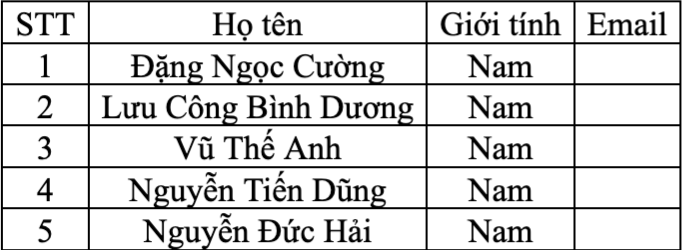 STT Họ tên Giới tính Email
1 Đặng Ngọc Cường Nam
2 Lưu Công Bình Dương Nam
3 Vũ Thế Anh Nam
4 Nguyễn Tiến Dũng Nam
5 Nguyễn Đức Hải Nam